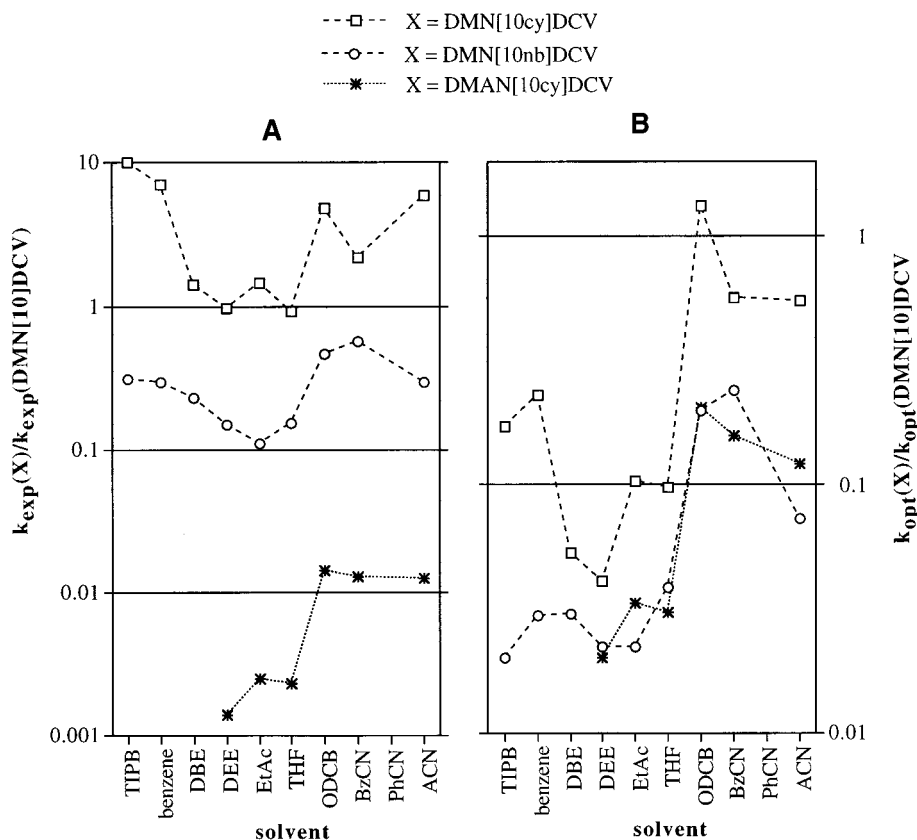 X = DMN[10cy]DCV
X = DMN[10nb]DCV
X = DMAN[10cy]DCV
A
B
kexp(X)/kexp(DMN[10]DCV)
10
1
0.1
0.01
0.001
TIPB
benzene
DBE
DEE
EtAc
THF
ODCB
BzCN
PhCN
ACN
solvent
1
0.1
0.01
kopt(X)/kopt(DMN[10]DCV
TIPB
benzene
DBE
DEE
EtAc
THF
ODCB
BzCN
PhCN
ACN
solvent